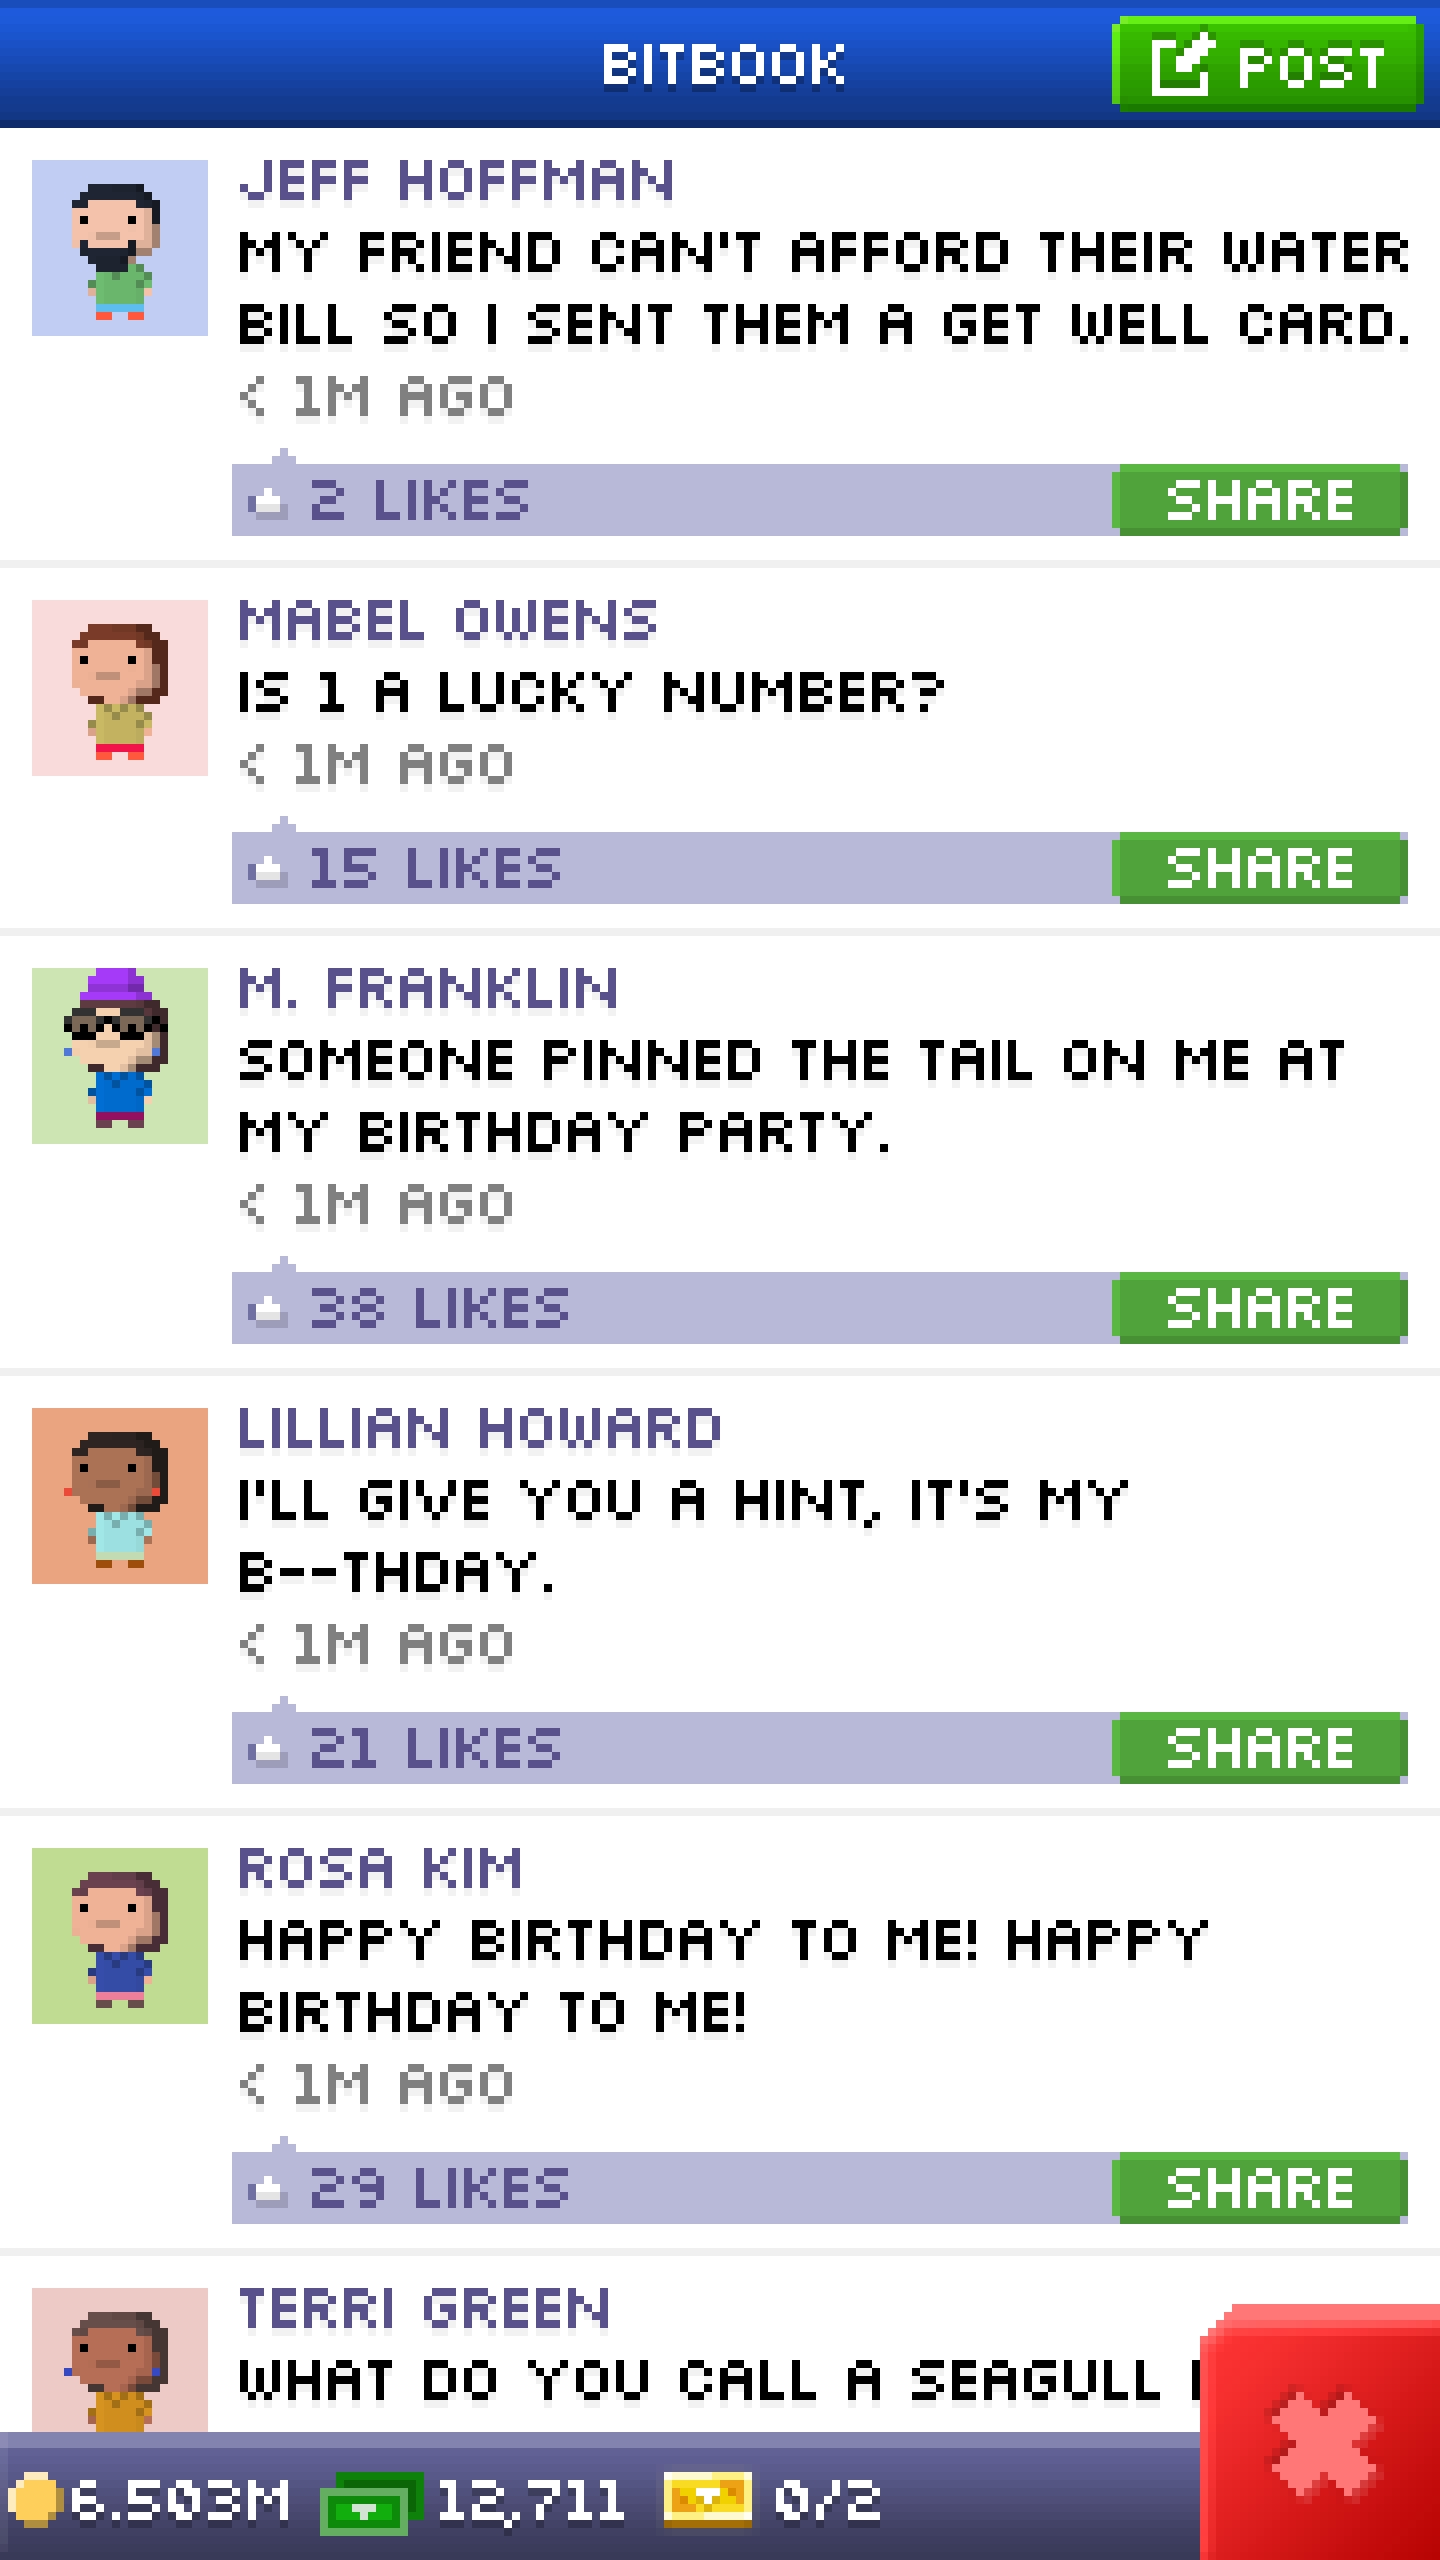 BITBOOK
POST
JEFF HOFFMAN
MY FRIEND CAN'T AFFORD THEIR WATER
BILL SO I SENT THEM A GET WELL CARD.
< 1M AGO
2 LIKES
SHARE
MABEL OWENS
IS 1 A LUCKY NUMBER?
< 1M AGO
15 LIKES
SHARE
M. FRANKLIN
SOMEONE PINNED THE TAIL ON ME AT
MY BIRTHDAY PARTY.
< 1M AGO
38 LIKES
SHARE
LILLIAN HOWARD
I'LL GIVE YOU A HINT, IT'S MY
B--THDAY.
< 1M AGO
21 LIKES
SHARE
ROSA KIM
HAPPY BIRTHDAY TO ME! HAPPY
BIRTHDAY TO ME!
< 1M AGO
29 LIKES
SHARE
TERRI GREEN
WHAT DO YOU CALL A SEAGULL
6.503M
12,711
0/2